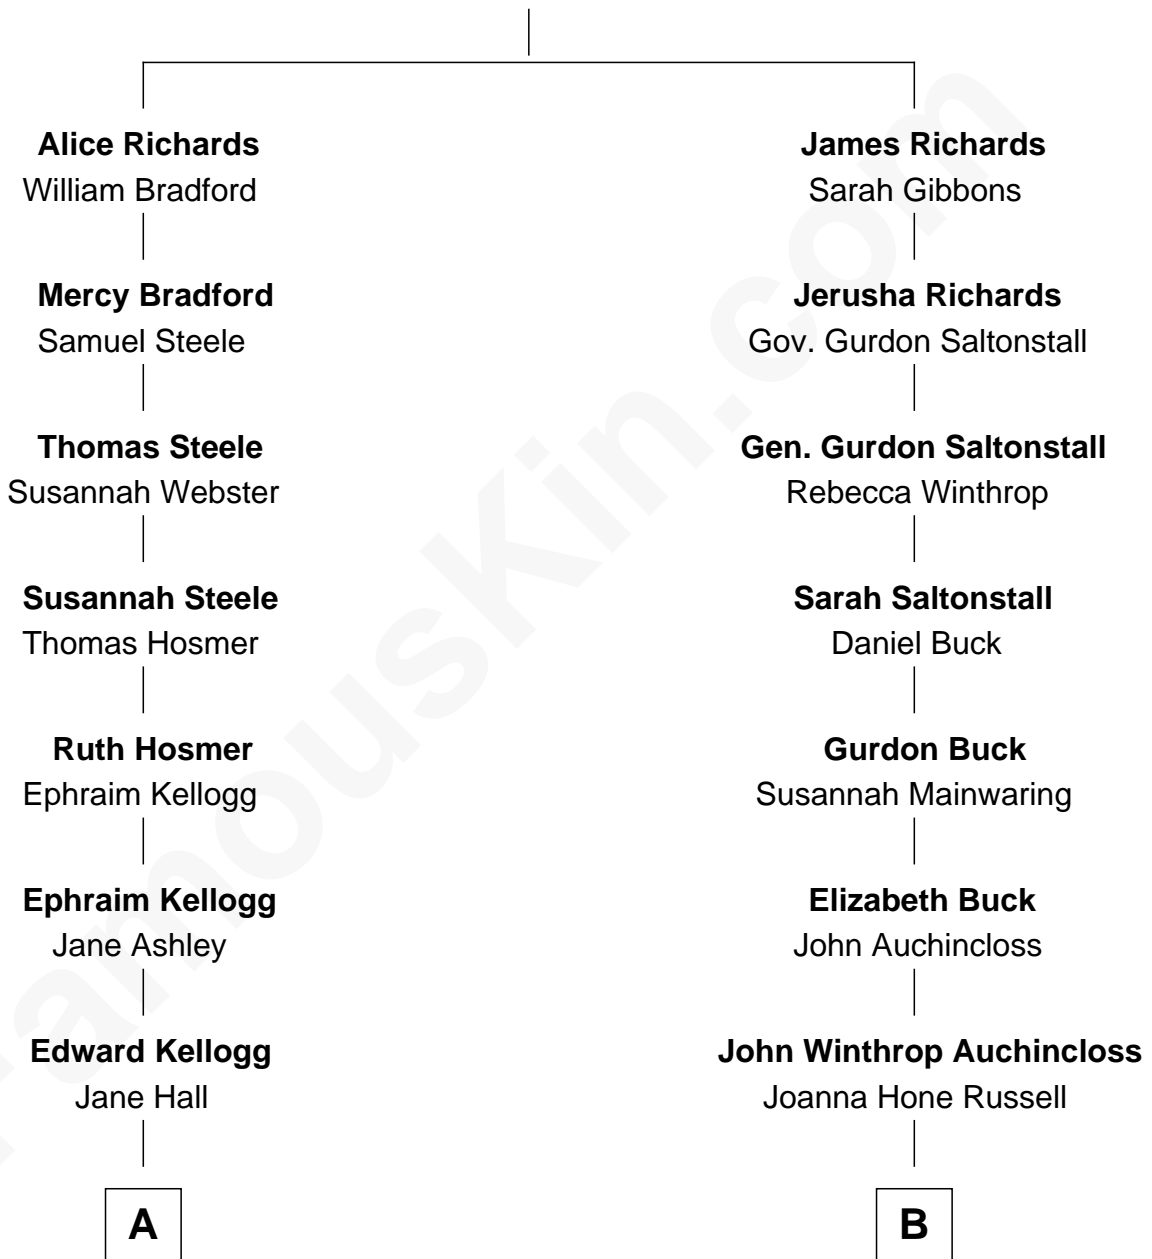 Alice Richards
William Bradford
Mercy Bradford
Samuel Steele
Thomas Steele
Susannah Webster
Susannah Steele
Thomas Hosmer
Ruth Hosmer
Ephraim Kellogg
Ephraim Kellogg
Jane Ashley
Edward Kellogg
Jane Hall
A
James Richards
Sarah Gibbons
Jerusha Richards
Gov. Gurdon Saltonstall
Gen. Gurdon Saltonstall
Rebecca Winthrop
Sarah Saltonstall
Daniel Buck
Gurdon Buck
Susannah Mainwaring
Elizabeth Buck
John Auchincloss
John Winthrop Auchincloss
Joanna Hone Russell
B
FamousKin.com